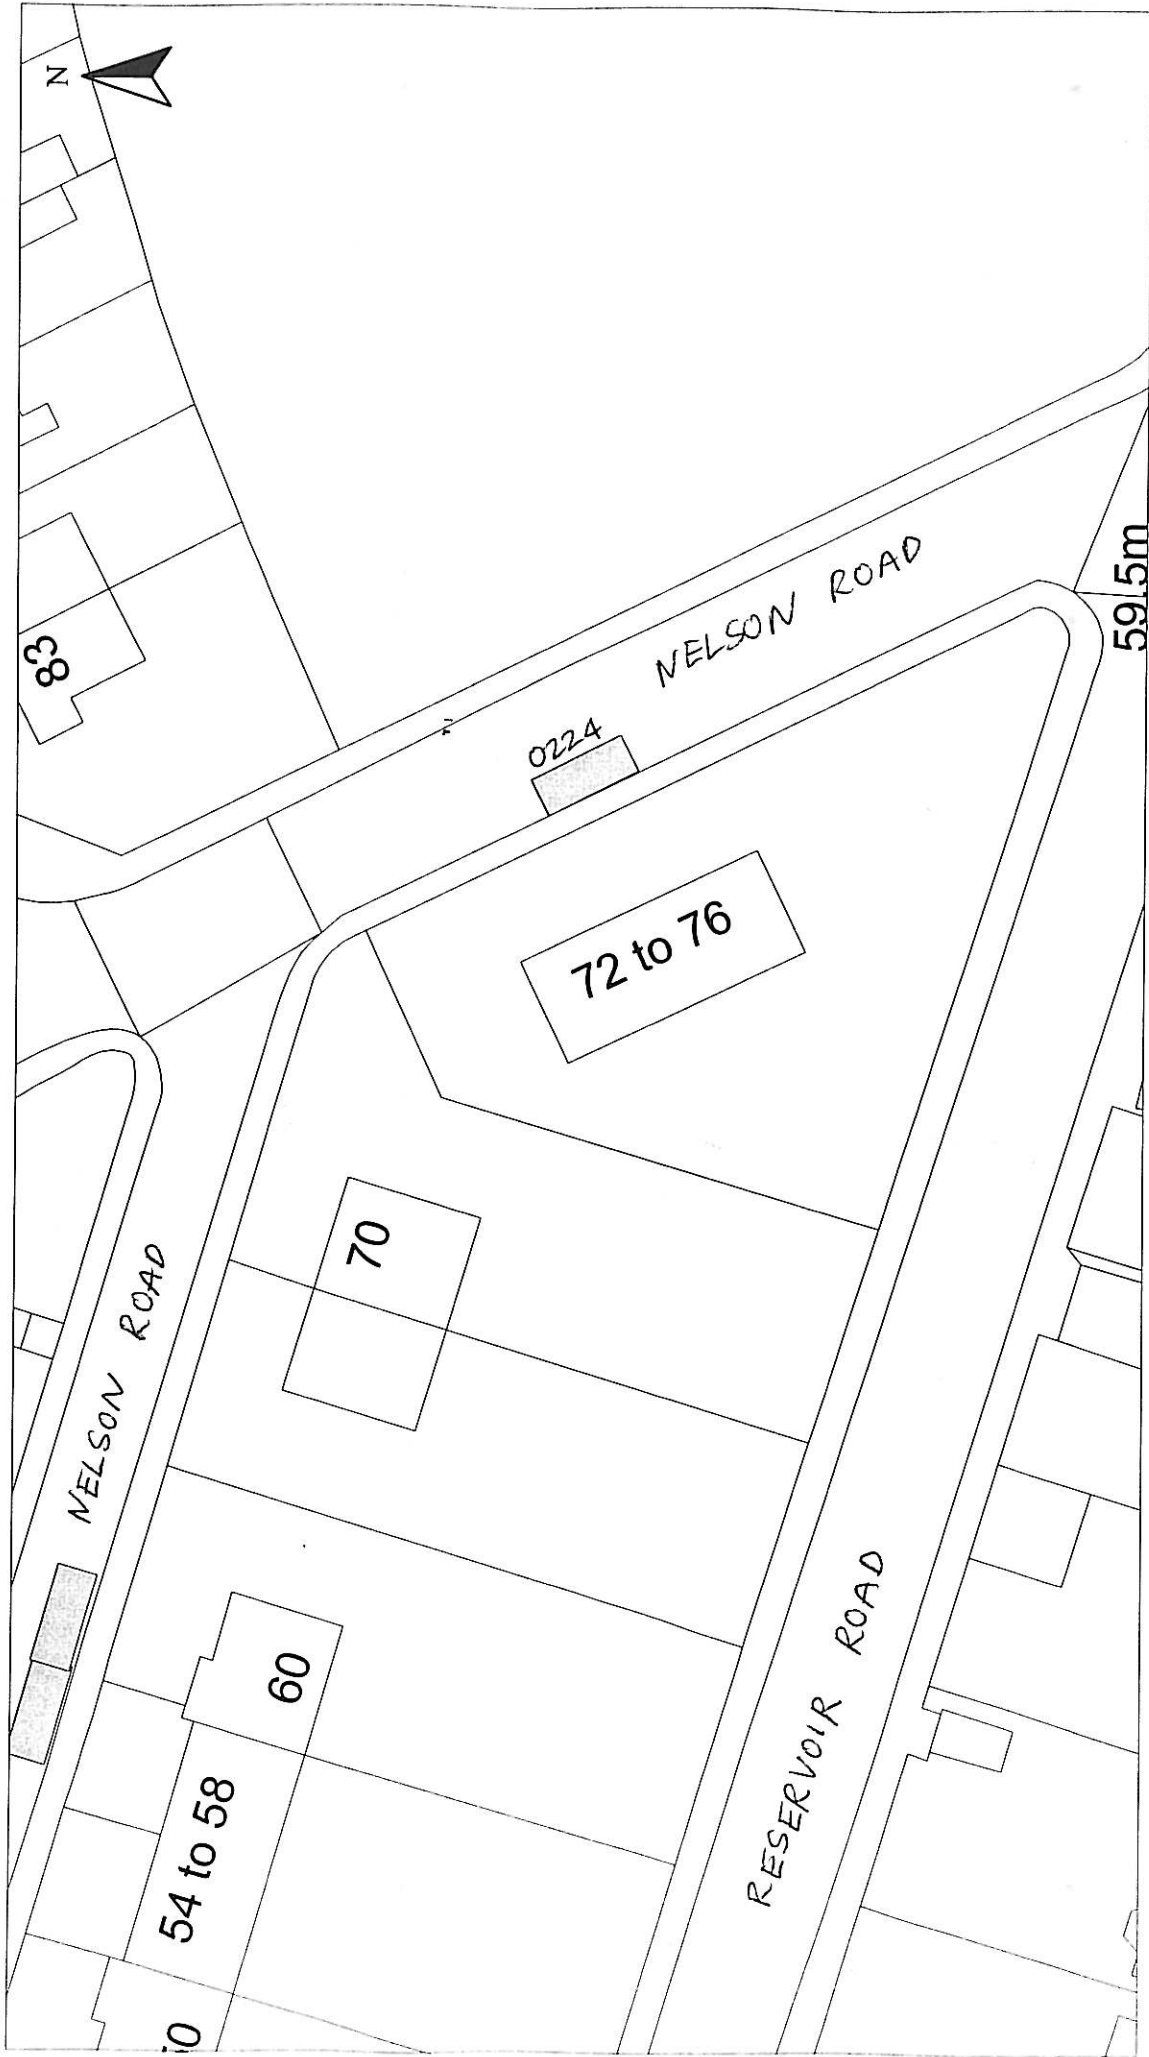 N
83
NELSON ROAD
0224
72 to 76
59.5m
70
NELSON ROAD
60
54 to 58
RESERVOIR ROAD